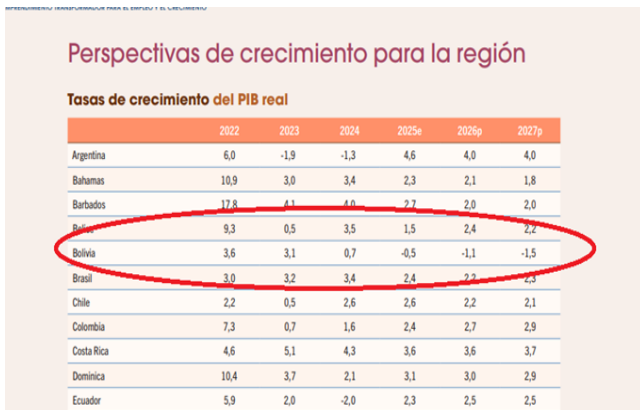 EMPRENDIMIENTO TRANSFORMADOR PARA EL EMPLEO Y EL CRECIMIENTO
Perspectivas de crecimiento para la región
Tasas de crecimiento del PIB real
2022 2023 2024 2025e 2026p 2027p
Argentina 6,0 -1,9 -1,3 4,6 4,0 4,0
Bahamas 10,9 3,0 3,4 2,3 2,1 1,8
Barbados 17,8 4,1 4,0 2,7 2,0 2,0
Belice 9,3 0,5 3,5 1,5 2,4 2,2
Bolivia 3,6 3,1 0,7 -0,5 -1,1 -1,5
Brasil 3,0 3,2 3,4 2,4 2,2 2,3
Chile 2,2 0,5 2,6 2,6 2,2 2,1
Colombia 7,3 0,7 1,6 2,4 2,7 2,9
Costa Rica 4,6 5,1 4,3 3,6 3,6 3,7
Dominica 10,4 3,7 2,1 3,1 3,0 2,9
Ecuador 5,9 2,0 -2,0 2,3 2,5 2,5